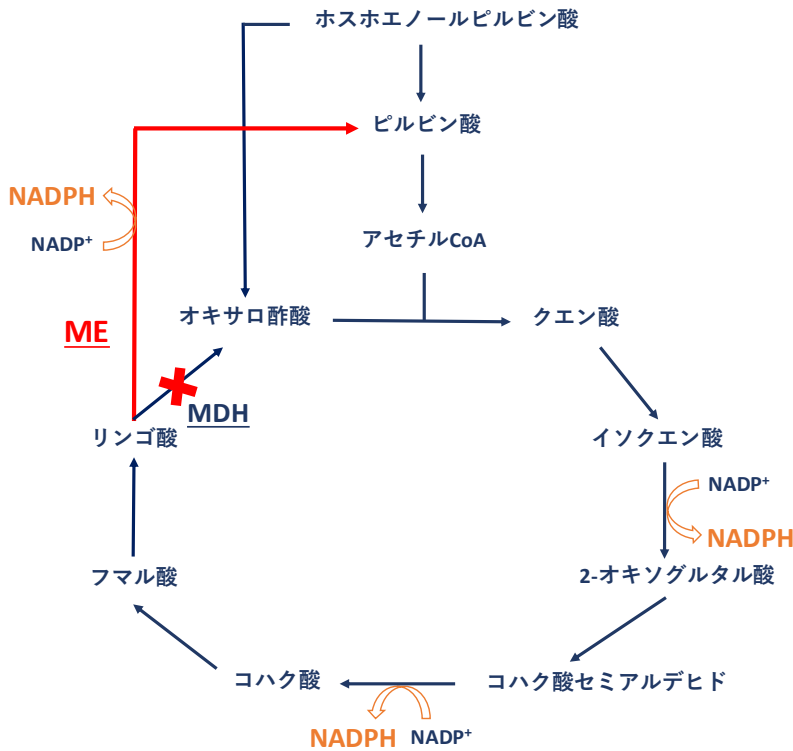 ホスホエノールピルビン酸
ピルビン酸
NADPH
NADP⁺
アセチルCoA
オキサロ酢酸
クエン酸
ME
MDH
リンゴ酸
イソクエン酸
NADP⁺
NADPH
フマル酸
2-オキソグルタル酸
コハク酸
コハク酸セミアルデヒド
NADPH
NADP⁺